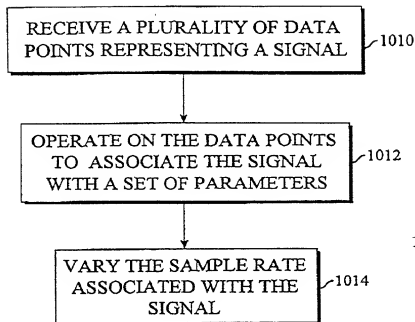 RECEIVE A PLURALITY OF DATA
POINTS REPRESENTING A SIGNAL
1010
OPERATE ON THE DATA POINTS
TO ASSOCIATE THE SIGNAL
WITH A SET OF PARAMETERS
1012
VARY THE SAMPLE RATE
ASSOCIATED WITH THE
SIGNAL
1014